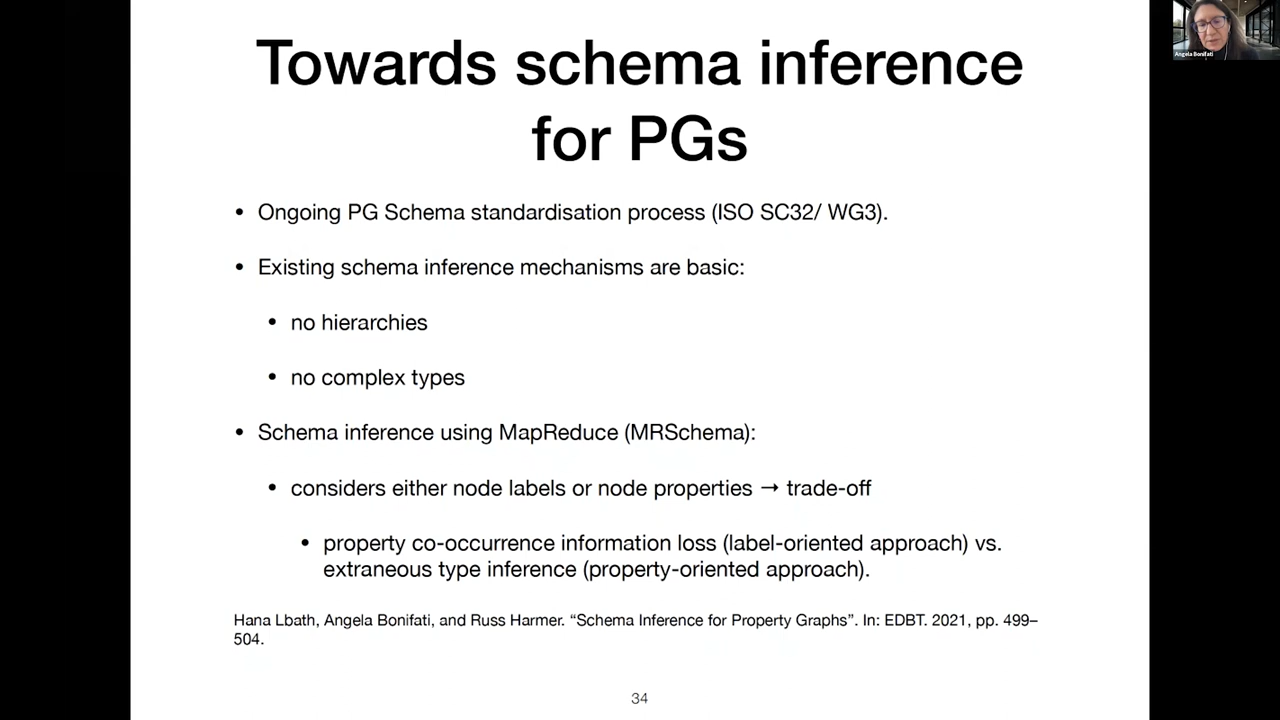 Towards schema inference
for PGs
• Ongoing PG Schema standardisation process (ISO SC32/ WG3).
• Existing schema inference mechanisms are basic:
• no hierarchies
• no complex types
• Schema inference using MapReduce (MRSchema):
• considers either node labels or node properties → trade-off
• property co-occurrence information loss (label-oriented approach) vs.
extraneous type inference (property-oriented approach).
Hana Lbath, Angela Bonifati, and Russ Harmer. “Schema Inference for Property Graphs”. In: EDBT. 2021, pp. 499–
504.
34
Angela Bonifati